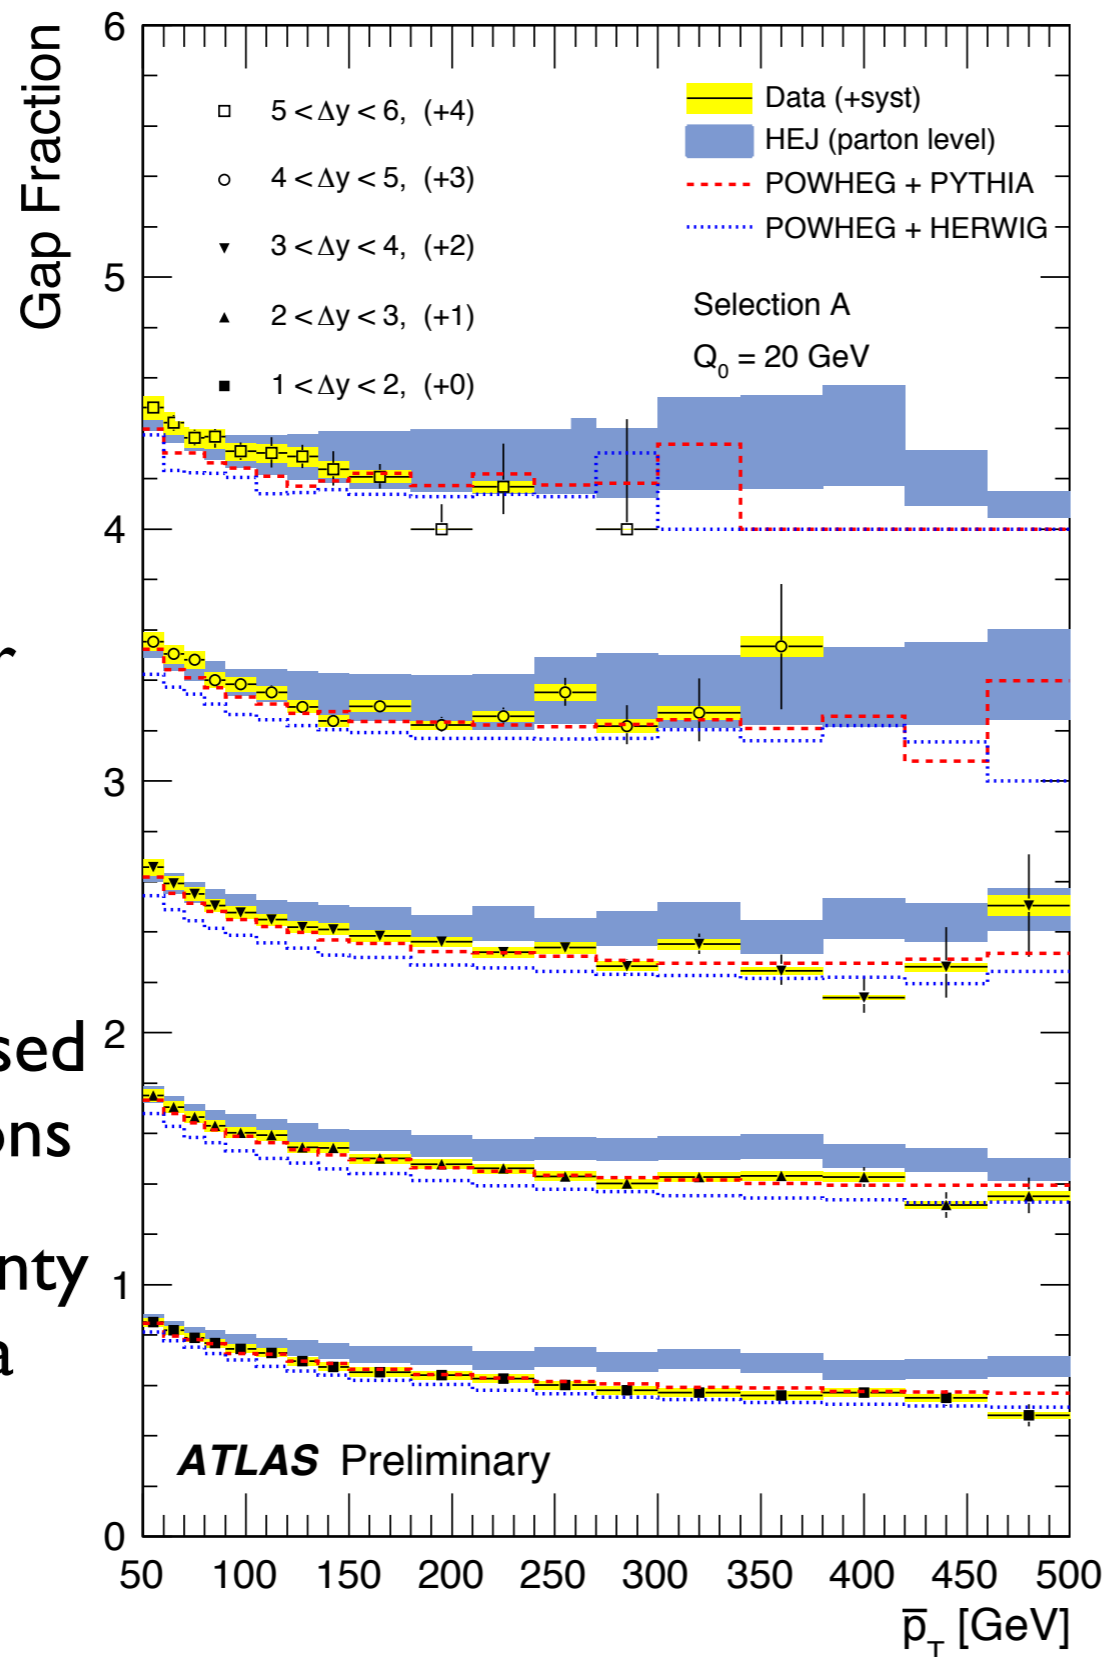 6
Gap Fraction
5 < Δy < 6, (+4)
4 < Δy < 5, (+3)
3 < Δy < 4, (+2)
2 < Δy < 3, (+1)
1 < Δy < 2, (+0)
Data (+syst)
HEJ (parton level)
POWHEG + PYTHIA
POWHEG + HERWIG
Selection A
Q₀ = 20 GeV
5
4
r
3
2
sed
ons
nty
1
a
ATLAS Preliminary
0
50 100 150 200 250 300 350 400 450 500
p̅_T [GeV]